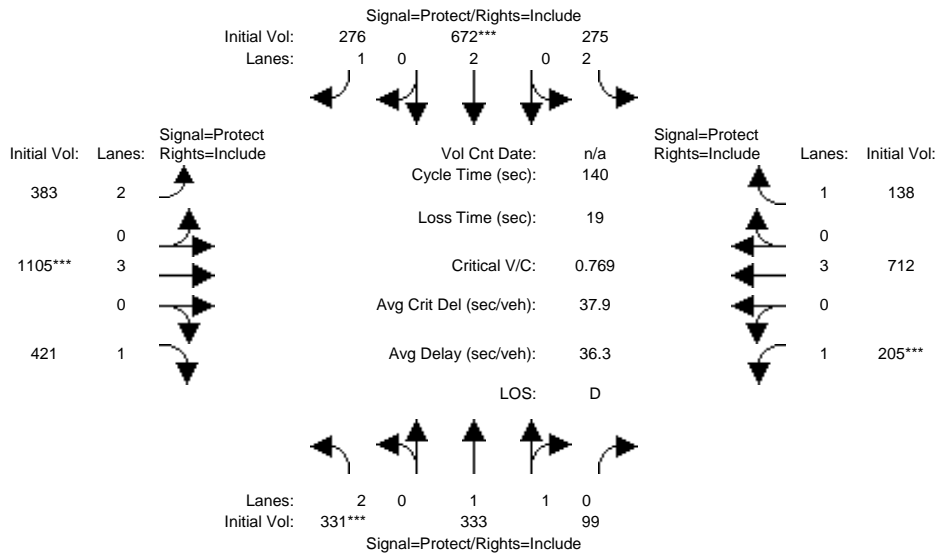 Signal=Protect/Rights=Include
Initial Vol: 276 672*** 275
Lanes: 1 0 2 0 2
Signal=Protect
Rights=Include
Initial Vol: Lanes:
383 2
0
1105*** 3
0
421 1
Vol Cnt Date: n/a
Cycle Time (sec): 140
Loss Time (sec): 19
Critical V/C: 0.769
Avg Crit Del (sec/veh): 37.9
Avg Delay (sec/veh): 36.3
LOS: D
Signal=Protect
Rights=Include
Lanes: Initial Vol:
1 138
0
3 712
0
1 205***
Lanes: 2 0 1 1 0
Initial Vol: 331*** 333 99
Signal=Protect/Rights=Include